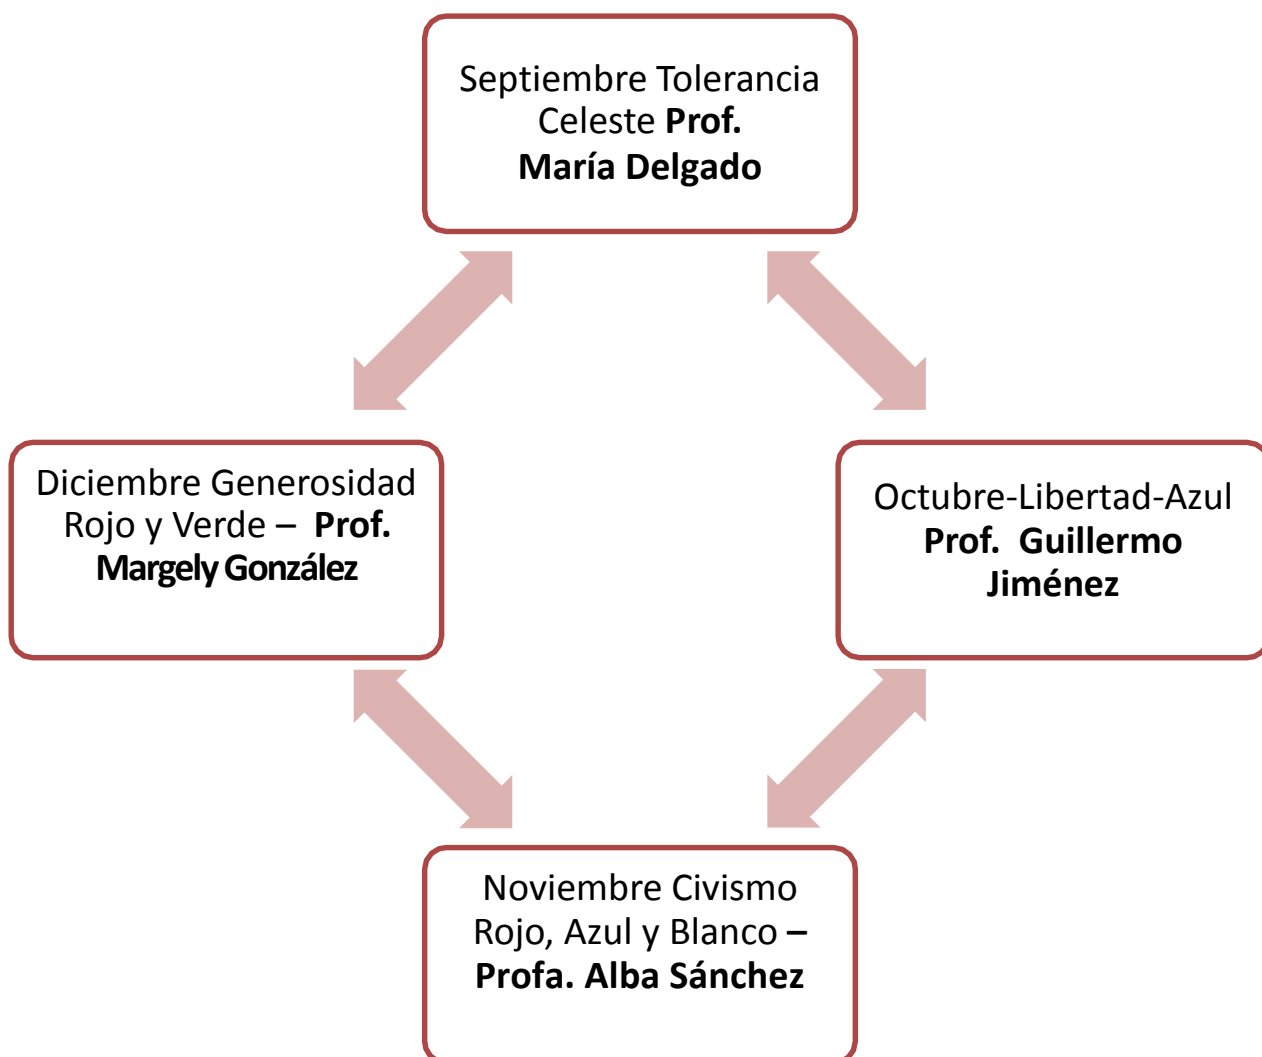 Septiembre Tolerancia
Celeste Prof.
María Delgado
Diciembre Generosidad
Rojo y Verde – Prof.
Margely González
Octubre-Libertad-Azul
Prof. Guillermo
Jiménez
Noviembre Civismo
Rojo, Azul y Blanco –
Profa. Alba Sánchez